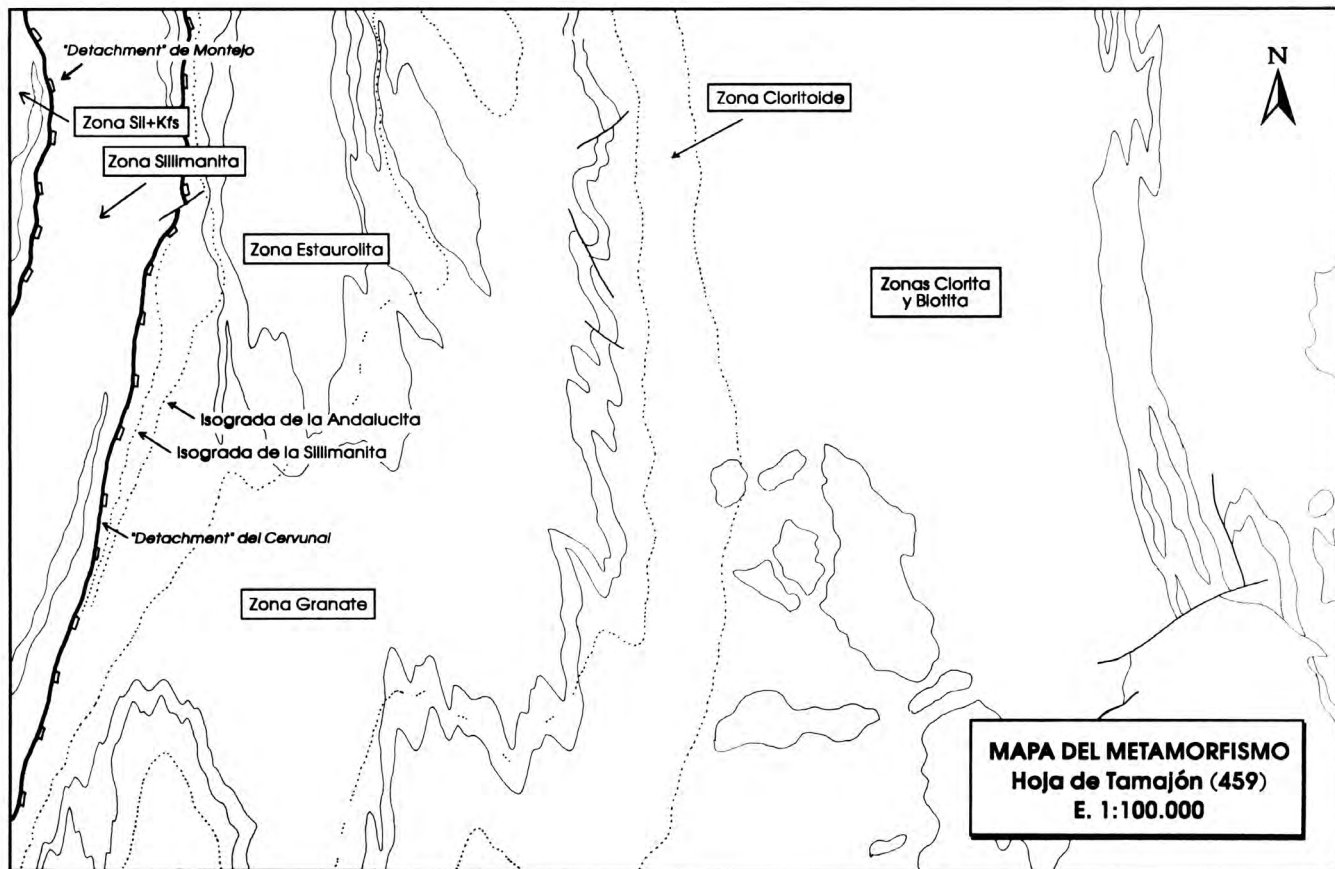 "Detachment" de Montejo
N
Zona Cloritoide
Zona Sil+Kfs
Zona Sillimanita
Zona Estaurolita
Zonas Clorita
y Biotita
Isograda de la Andalucita
Isograda de la Sillimanita
"Detachment" del Cervunal
Zona Granate
MAPA DEL METAMORFISMO
Hoja de Tamajón (459)
E. 1:100.000